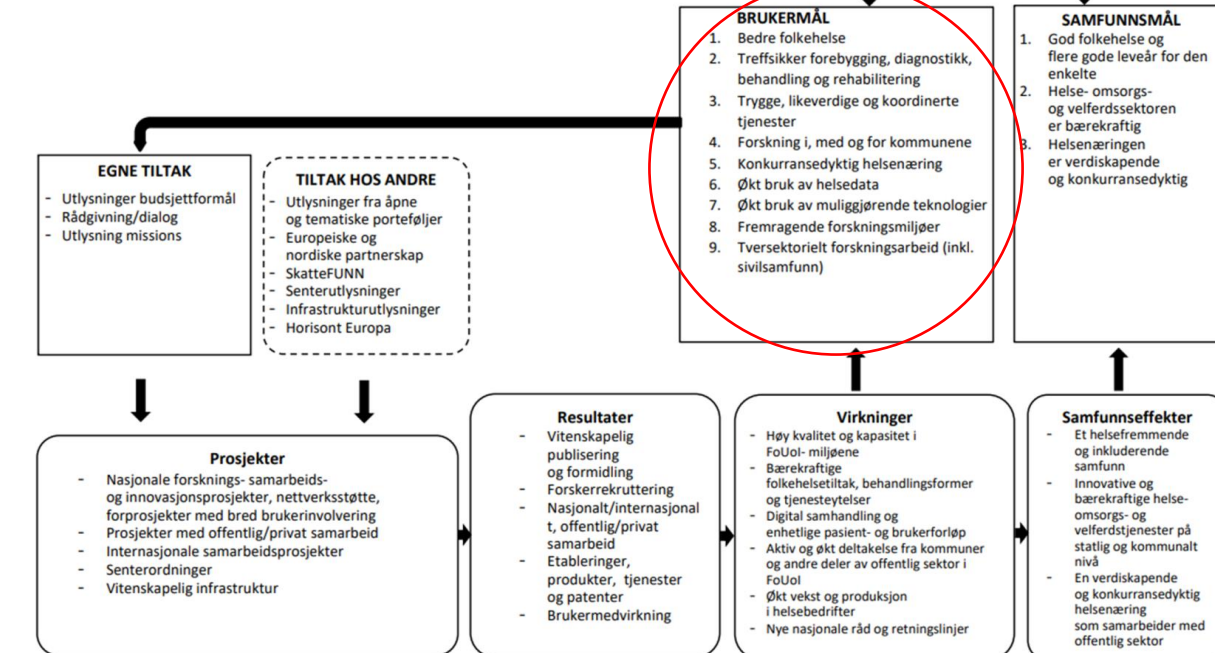 BRUKERMÅL
1. Bedre folkehelse
2. Treffsikker forebygging, diagnostikk,
behandling og rehabilitering
3. Trygge, likeverdige og koordinerte
tjenester
4. Forskning i, med og for kommunene
5. Konkurransedyktig helsenæring
6. Økt bruk av helsedata
7. Økt bruk av muliggjørende teknologier
8. Fremragende forskningsmiljøer
9. Tversektorielt forskningsarbeid (inkl.
sivilsamfunn)
SAMFUNNSMÅL
1. God folkehelse og
flere gode leveår for den
enkelte
2. Helse- omsorgs-
og velferdssektoren
er bærekraftig
3. Helsenæringen
er verdiskapende
og konkurransedyktig
EGNE TILTAK
- Utlysninger budsjettformål
- Rådgivning/dialog
- Utlysning missions
TILTAK HOS ANDRE
- Utlysninger fra åpne
og tematiske porteføljer
- Europeiske og
nordiske partnerskap
- SkatteFUNN
- Senterutlysninger
- Infrastrukturutlysninger
- Horisont Europa
Prosjekter
- Nasjonale forsknings- samarbeids-
og innovasjonsprosjekter, nettverksstøtte,
forprosjekter med bred brukerinvolvering
- Prosjekter med offentlig/privat samarbeid
- Internasjonale samarbeidsprosjekter
- Senterordninger
- Vitenskapelig infrastruktur
Resultater
- Vitenskapelig
publisering
og formidling
- Forskerrekruttering
- Nasjonalt/internasjonal
t, offentlig/privat
samarbeid
- Etableringer,
produkter, tjenester
og patenter
- Brukermedvirkning
Virkninger
- Høy kvalitet og kapasitet i
FoUoI- miljøene
- Bærekraftige
folkehelsetiltak, behandlingsformer
og tjenesteytelser
- Digital samhandling og
enhetlige pasient- og brukerforløp
- Aktiv og økt deltakelse fra kommuner
og andre deler av offentlig sektor i
FoUoI
- Økt vekst og produksjon
i helsebedrifter
- Nye nasjonale råd og retningslinjer
Samfunnseffekter
- Et helsefremmende
og inkluderende
samfunn
- Innovative og
bærekraftige helse-
omsorgs- og
velferdstjenester på
statlig og kommunalt
nivå
- En verdiskapende
og konkurransedyktig
helsenæring
som samarbeider med
offentlig sektor